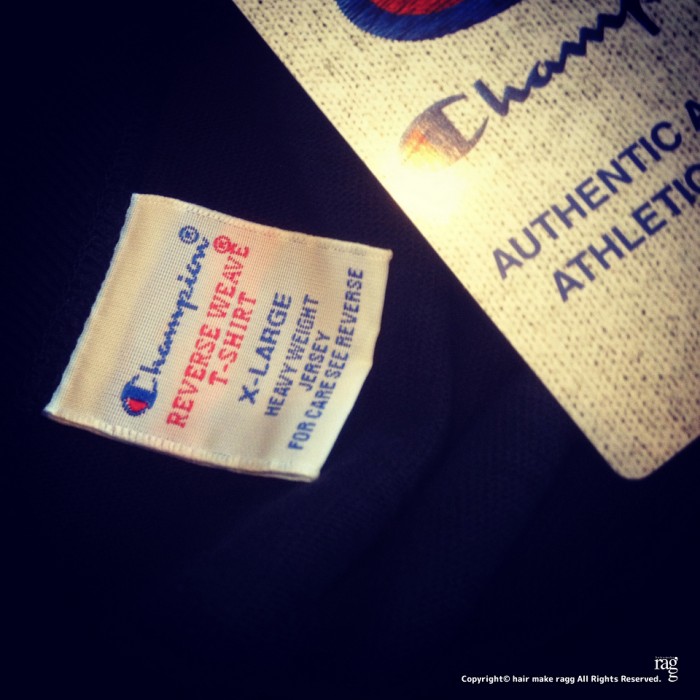 Champion®
REVERSE WEAVE®
T-SHIRT
X-LARGE
HEAVY WEIGHT
JERSEY
FOR CARE SEE REVERSE
Champ
AUTHENTIC A
ATHLETIC
rag
Copyright© hair make ragg All Rights Reserved.